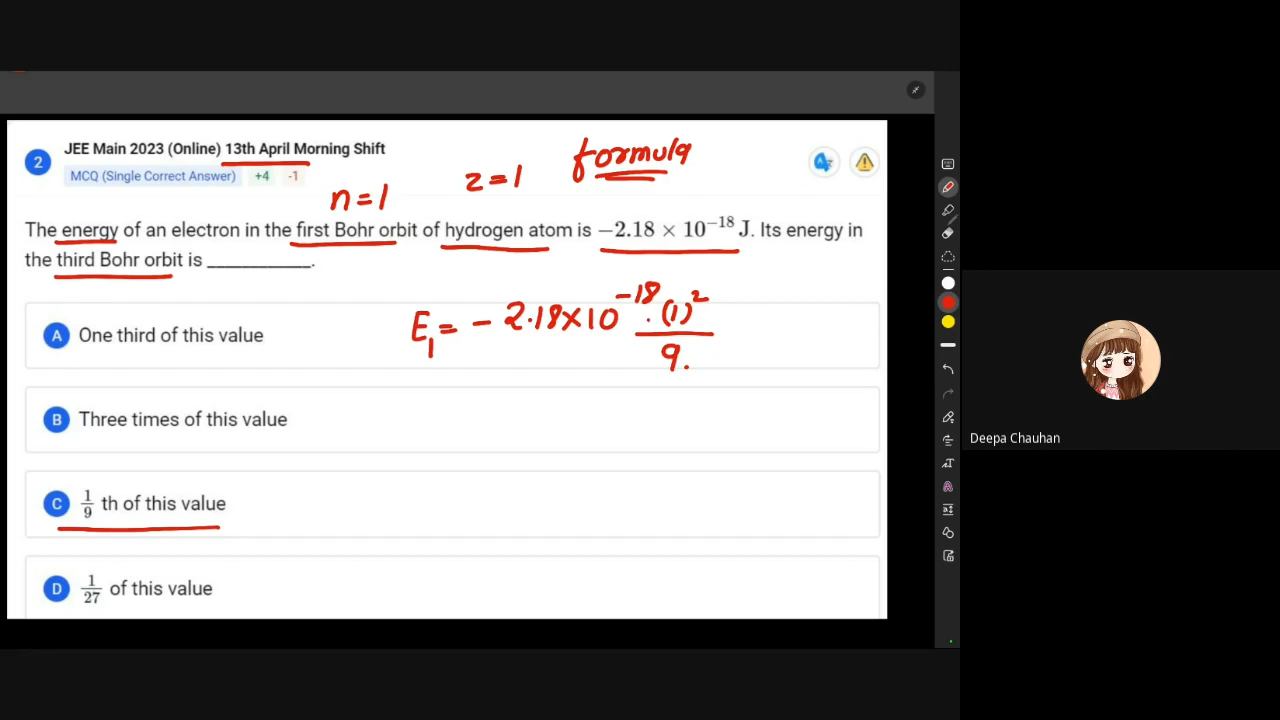 2 JEE Main 2023 (Online) 13th April Morning Shift
MCQ (Single Correct Answer) +4 -1
formula
n=1 z=1
The energy of an electron in the first Bohr orbit of hydrogen atom is −2.18 × 10⁻¹⁸ J. Its energy in
the third Bohr orbit is ____________.
E₁ = - 2.18×10⁻¹⁸ . (1)²
9.
A One third of this value
B Three times of this value
C 1/9 th of this value
D 1/27 of this value
Deepa Chauhan